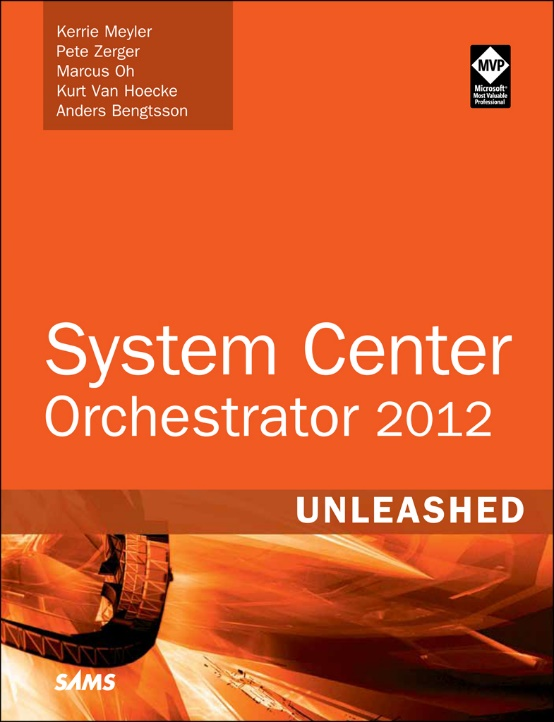 Kerrie Meyler
Pete Zerger
Marcus Oh
Kurt Van Hoecke
Anders Bengtsson
MVP
Microsoft®
Most Valuable
Professional
System Center
Orchestrator 2012
UNLEASHED
SAMS